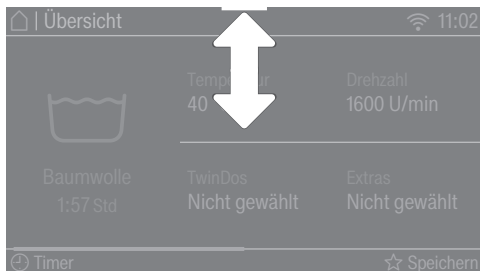 | Übersicht 11:02
Drehzahl
40 1600 U/min
Baumwolle
1:57 Std
TwinDos Extras
Nicht gewählt Nicht gewählt
Timer Speichern